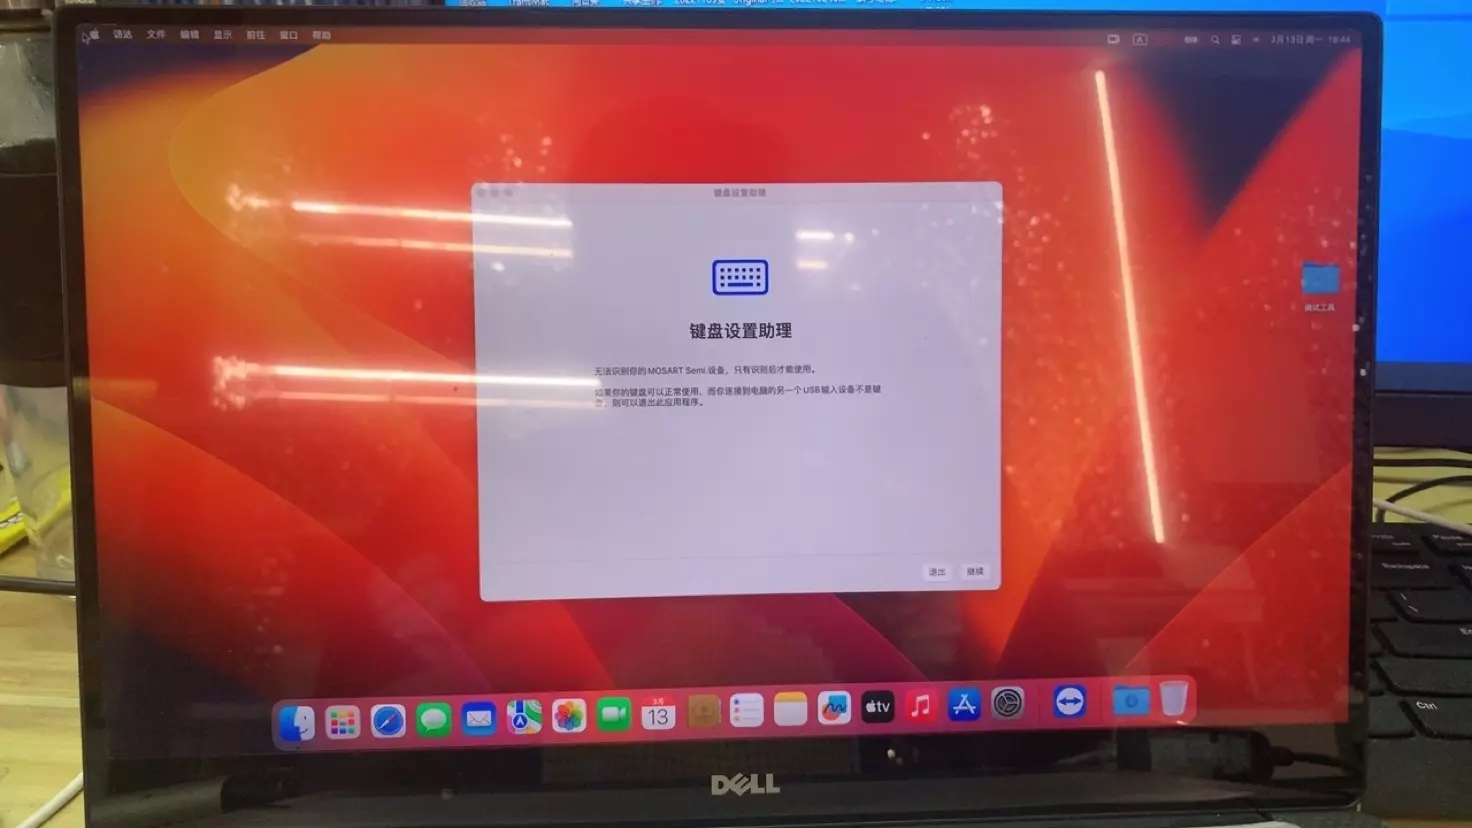 TransMac
访达 文件 编辑 显示 前往 窗口 帮助
A
3月13日 周一
键盘设置助理
键盘设置助理
无法识别你的MOSART Semi.设备，只有识别后才能使用。
如果你的键盘可以正常使用，而你连接到电脑的另一个USB输入设备不是键
盘，则可以退出此应用程序。
退出 继续
调试工具
3月
13
tv
DELL
Backspace
Ctrl